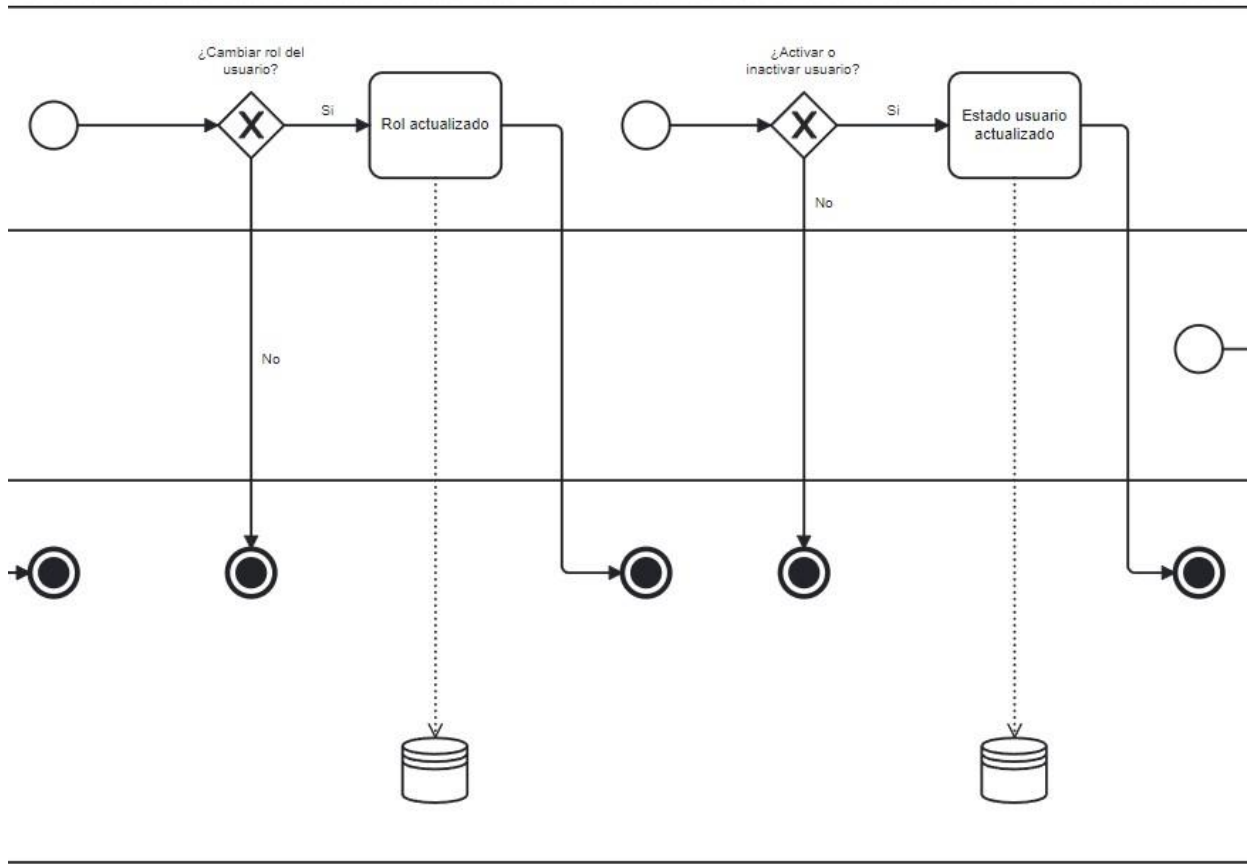 ¿Cambiar rol del
usuario?
Si
Rol actualizado
No
¿Activar o
inactivar usuario?
Si
Estado usuario
actualizado
No